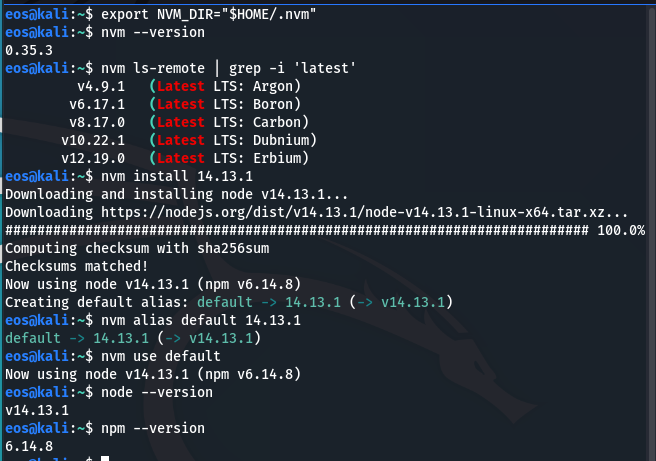 eos@kali:~$ export NVM_DIR="$HOME/.nvm"
eos@kali:~$ nvm --version
0.35.3
eos@kali:~$ nvm ls-remote | grep -i 'latest'
        v4.9.1   (Latest LTS: Argon)
        v6.17.1   (Latest LTS: Boron)
        v8.17.0   (Latest LTS: Carbon)
       v10.22.1   (Latest LTS: Dubnium)
       v12.19.0   (Latest LTS: Erbium)
eos@kali:~$ nvm install 14.13.1
Downloading and installing node v14.13.1...
Downloading https://nodejs.org/dist/v14.13.1/node-v14.13.1-linux-x64.tar.xz...
######################################################################### 100.0%
Computing checksum with sha256sum
Checksums matched!
Now using node v14.13.1 (npm v6.14.8)
Creating default alias: default -> 14.13.1 (-> v14.13.1)
eos@kali:~$ nvm alias default 14.13.1
default -> 14.13.1 (-> v14.13.1)
eos@kali:~$ nvm use default
Now using node v14.13.1 (npm v6.14.8)
eos@kali:~$ node --version
v14.13.1
eos@kali:~$ npm --version
6.14.8
eos@kali:~$